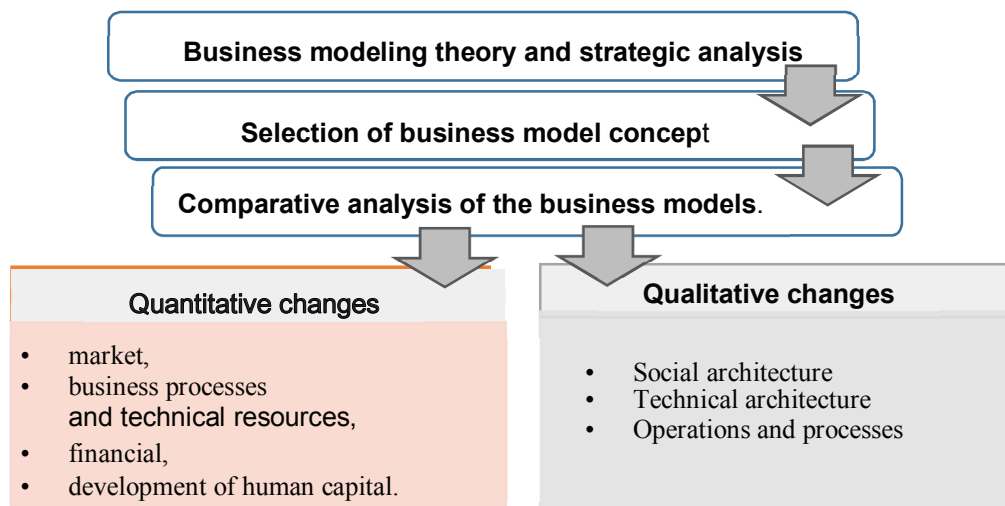 Business modeling theory and strategic analysis
Selection of business model concept
Comparative analysis of the business models.
Quantitative changes
• market,
• business processes
and technical resources,
• financial,
• development of human capital.
Qualitative changes
• Social architecture
• Technical architecture
• Operations and processes